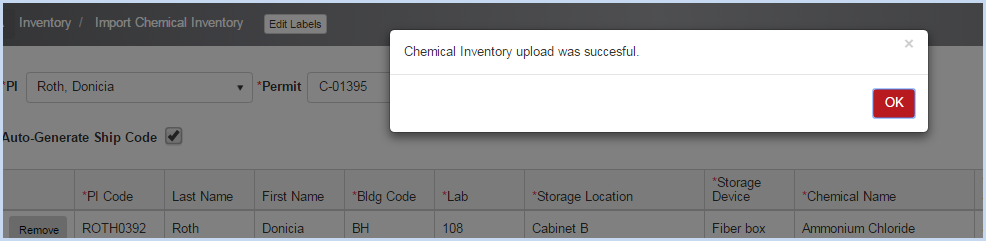 Inventory / Import Chemical Inventory Edit Labels
Chemical Inventory upload was succesful. ×
OK
*PI Roth, Donicia *Permit C-01395
Auto-Generate Ship Code
*PI Code Last Name First Name *Bldg Code *Lab *Storage Location *Storage Device *Chemical Name
Remove ROTH0392 Roth Donicia BH 108 Cabinet B Fiber box Ammonium Chloride